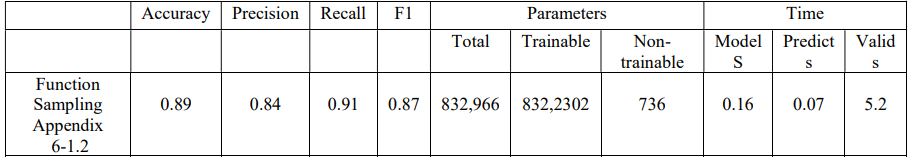 Accuracy Precision Recall F1 Parameters Time
Total Trainable Non-trainable Model S Predict s Valid s
Function Sampling Appendix 6-1.2 0.89 0.84 0.91 0.87 832,966 832,2302 736 0.16 0.07 5.2